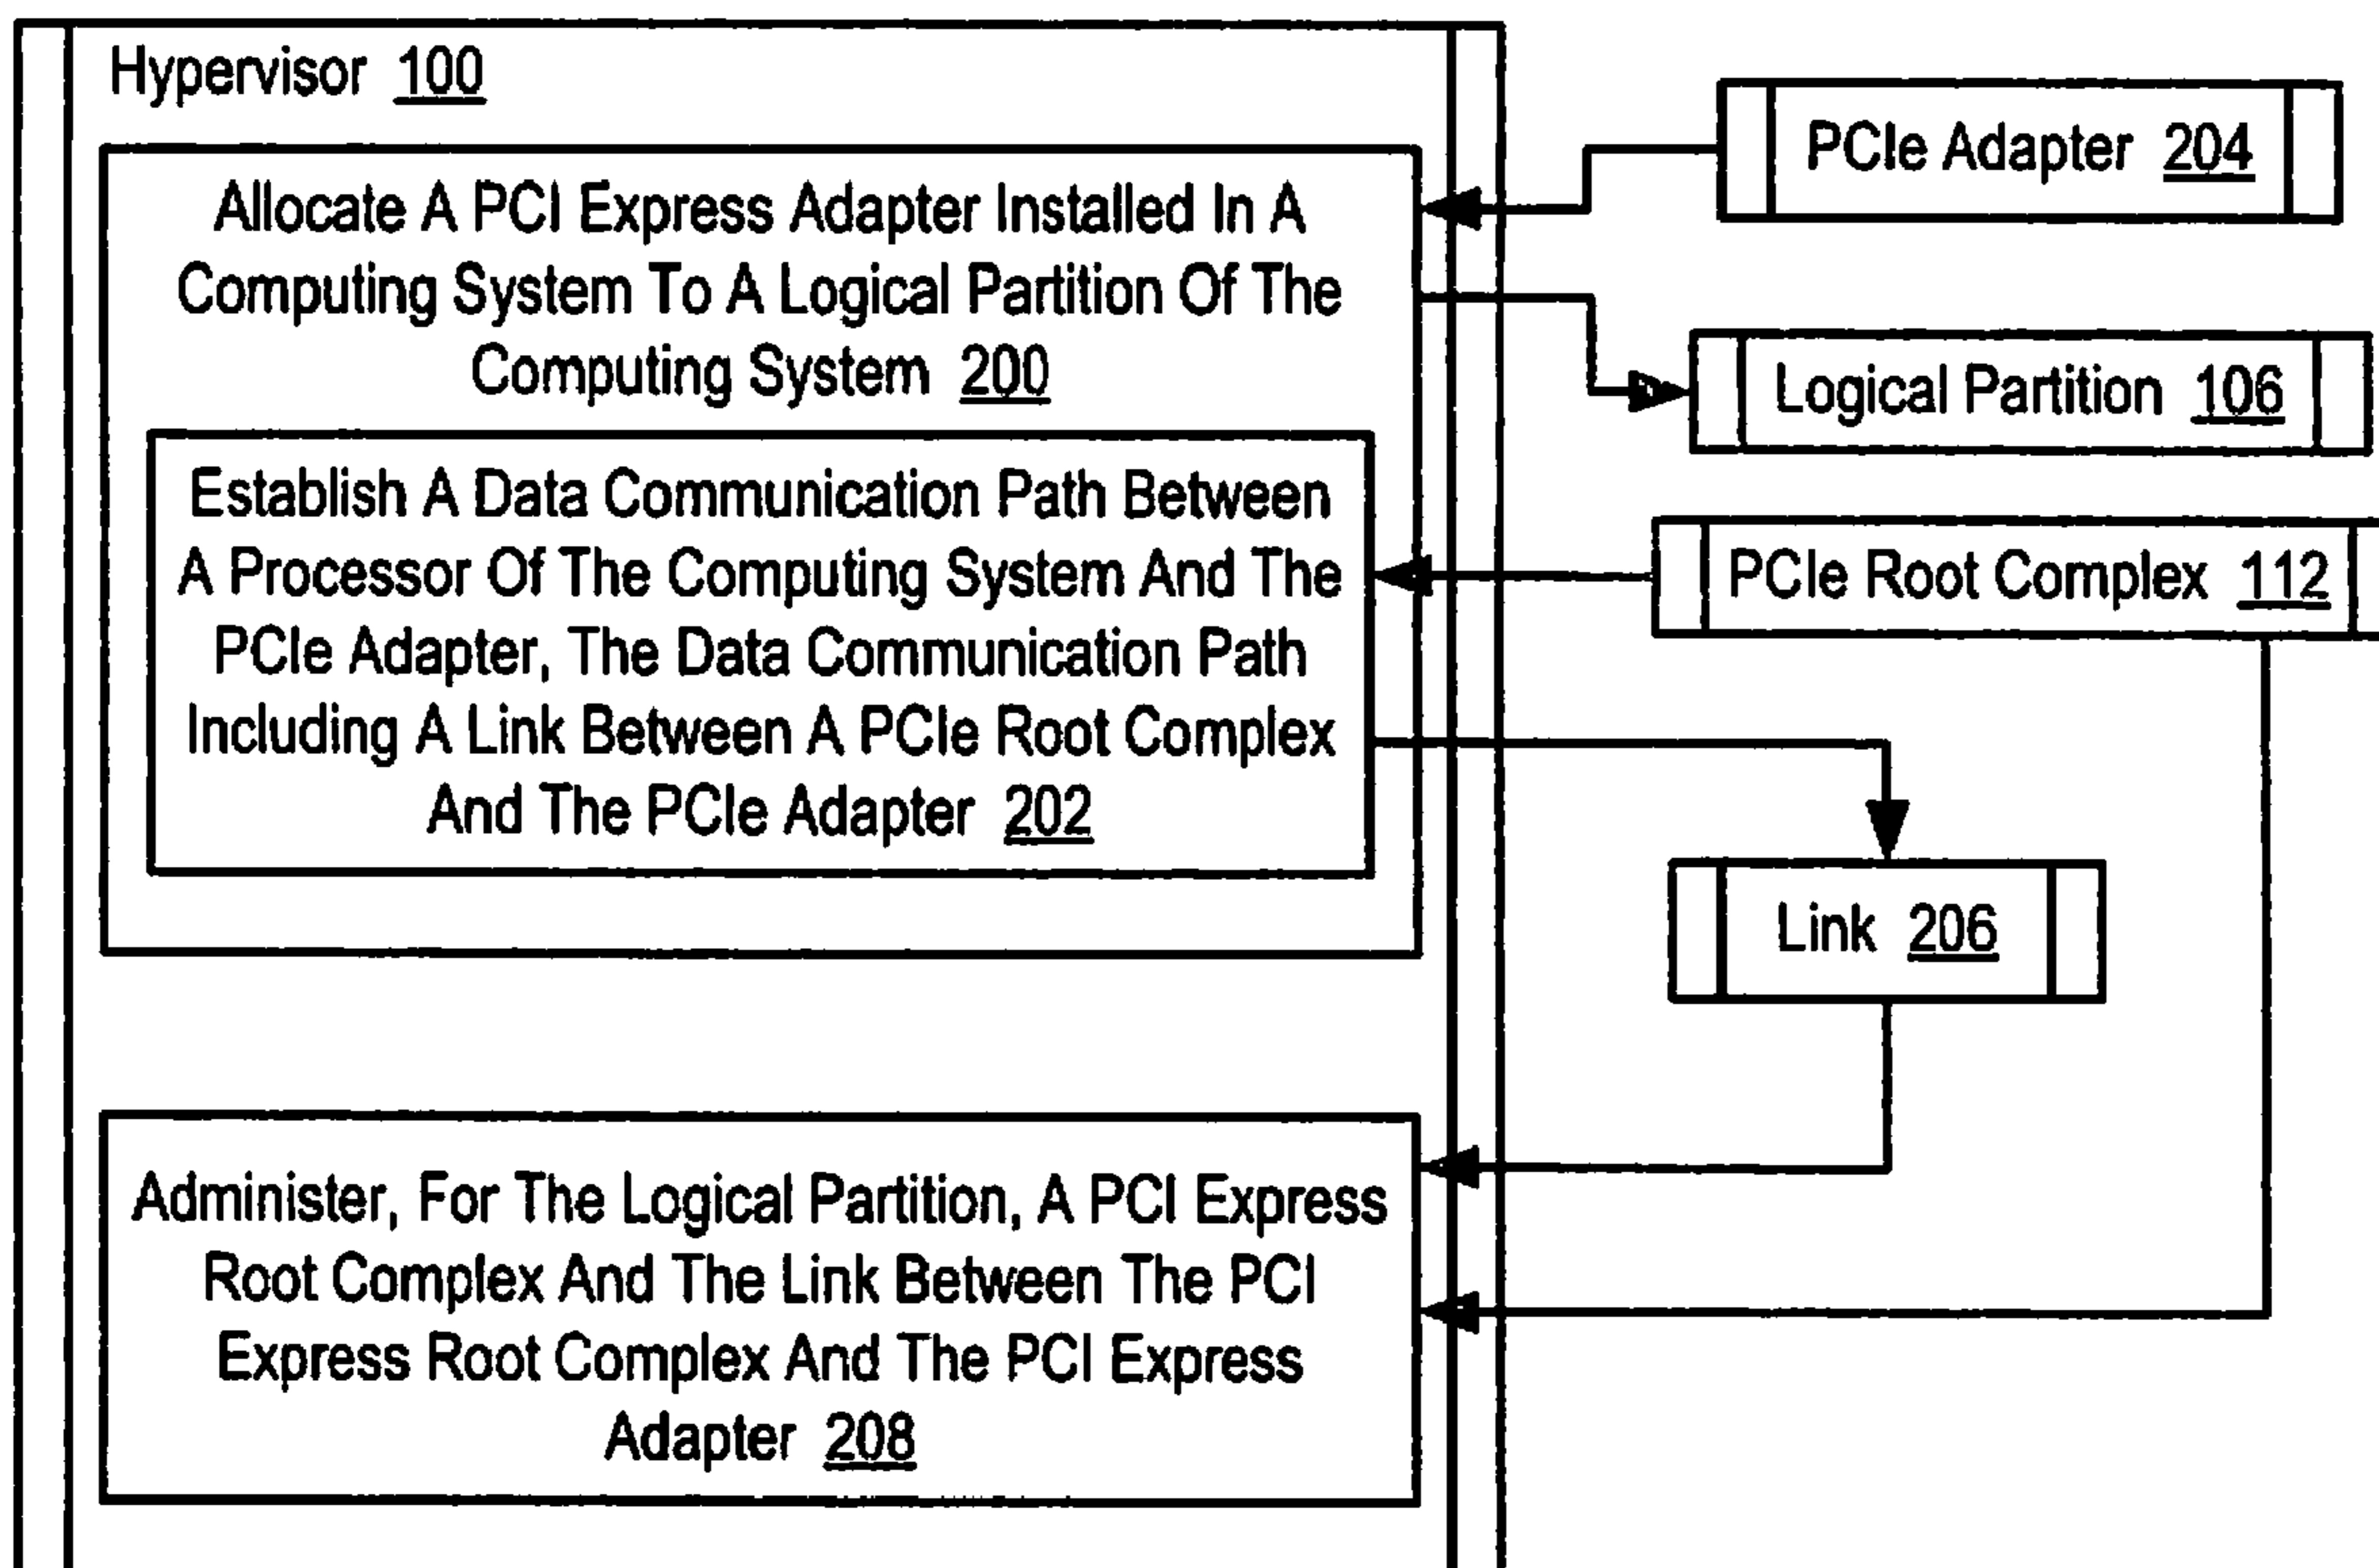 Hypervisor 100
Allocate A PCI Express Adapter Installed In A
Computing System To A Logical Partition Of The
Computing System 200
Establish A Data Communication Path Between
A Processor Of The Computing System And The
PCIe Adapter, The Data Communication Path
Including A Link Between A PCIe Root Complex
And The PCIe Adapter 202
Administer, For The Logical Partition, A PCI Express
Root Complex And The Link Between The PCI
Express Root Complex And The PCI Express
Adapter 208
PCIe Adapter 204
Logical Partition 106
PCIe Root Complex 112
Link 206